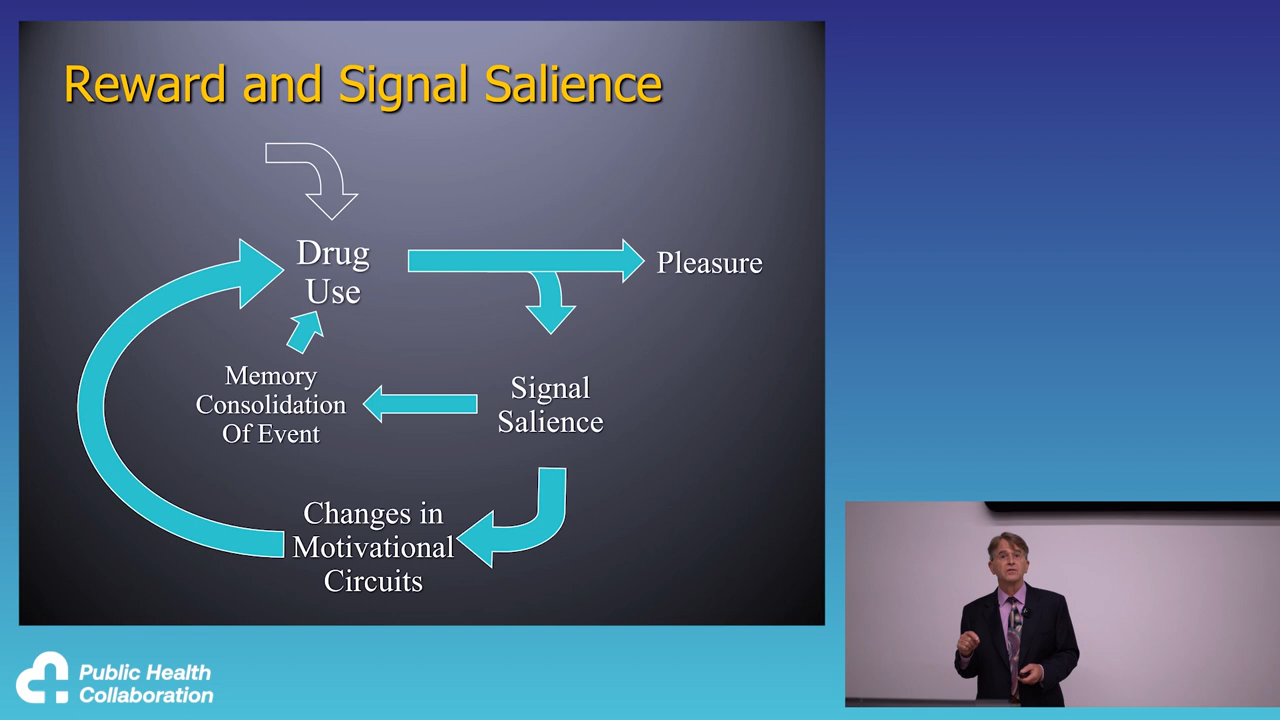 Reward and Signal Salience
Drug
Use
Pleasure
Memory
Consolidation
Of Event
Signal
Salience
Changes in
Motivational
Circuits
Public Health
Collaboration